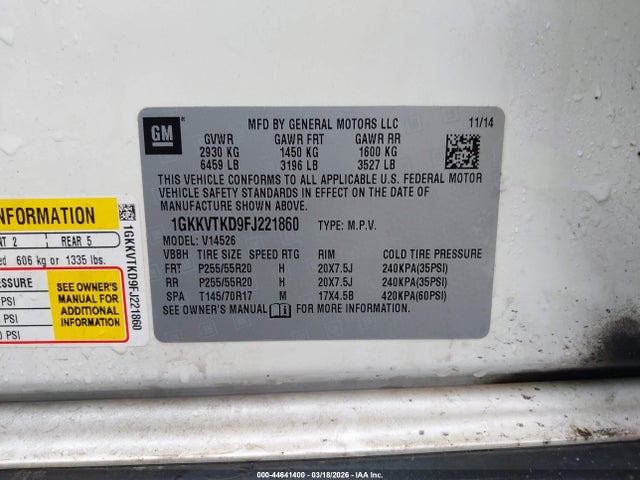 GM
MFD BY GENERAL MOTORS LLC 11/14
GVWR GAWR FRT GAWR RR
2930 KG 1450 KG 1600 KG
6459 LB 3196 LB 3527 LB
THIS VEHICLE CONFORMS TO ALL APPLICABLE U.S. FEDERAL MOTOR
VEHICLE SAFETY STANDARDS IN EFFECT ON THE DATE OF
MANUFACTURE SHOWN ABOVE.
1GKKVTKD9FJ221860 TYPE: M.P.V.
MODEL: V14526
VBBH TIRE SIZE SPEED RTG RIM COLD TIRE PRESSURE
FRT P255/55R20 H 20X7.5J 240KPA(35PSI)
RR P255/55R20 H 20X7.5J 240KPA(35PSI)
SPA T145/70R17 M 17X4.5B 420KPA(60PSI)
SEE OWNER'S MANUAL FOR MORE INFORMATION.
INFORMATION
2 REAR 5
606 kg or 1335 lbs.
PSI
PSI
SEE OWNER'S
MANUAL FOR
ADDITIONAL
INFORMATION
1GKKVTKD9FJ221860
000-44641400 | 03/18/2026 | COPYRIGHT IAA, LLC